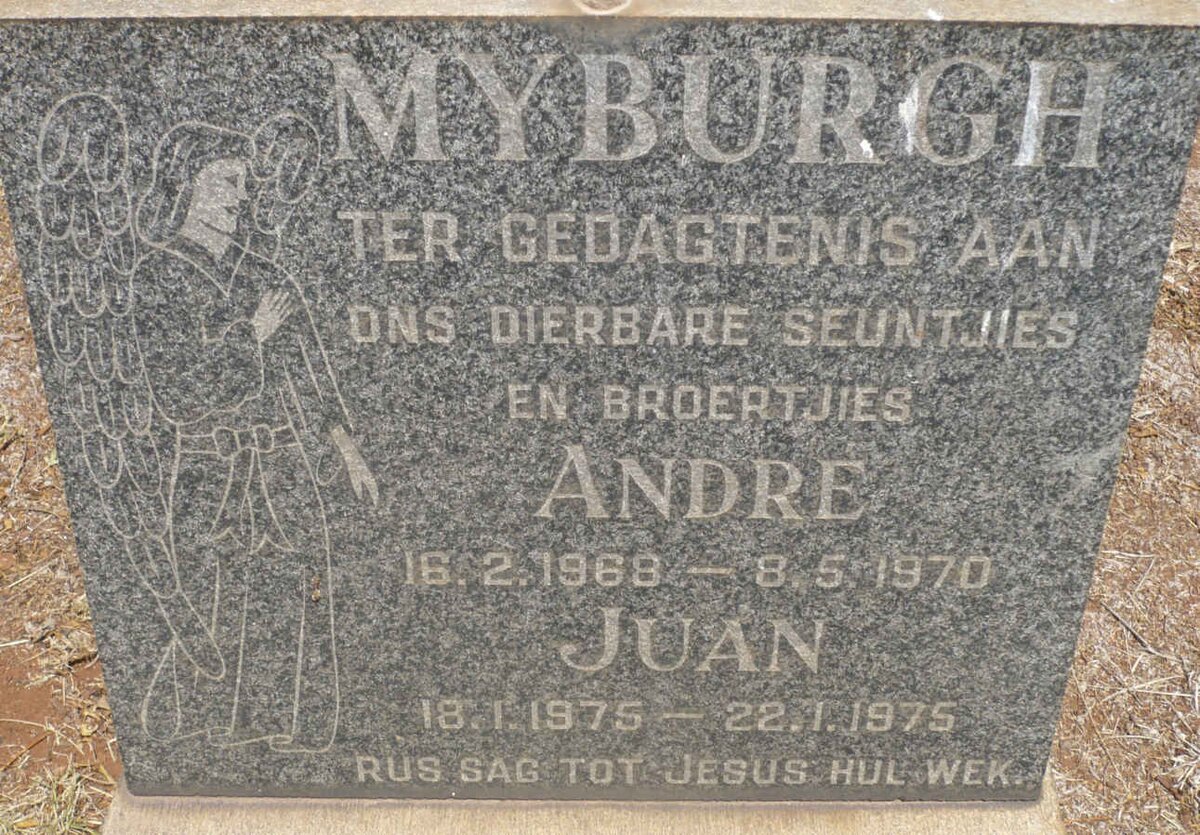 MYBURGH
TER GEDAGTENIS AAN
ONS DIERBARE SEUNTJIES
EN BROERTJIES
ANDRE
16.2.1968 – 8.5.1970
JUAN
18.1.1975 – 22.1.1975
RUS SAG TOT JESUS HUL WEK.